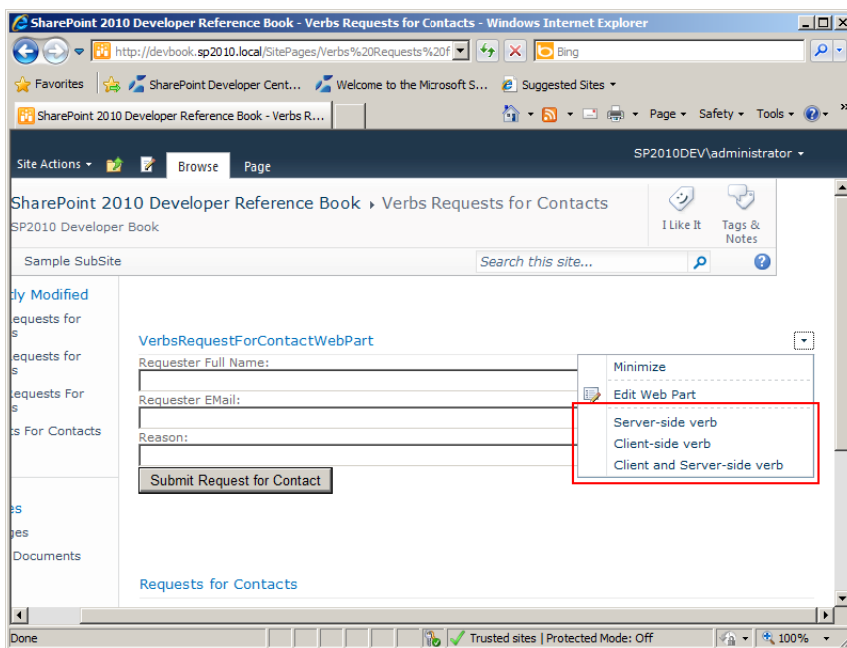 SharePoint 2010 Developer Reference Book - Verbs Requests for Contacts - Windows Internet Explorer
http://devbook.sp2010.local/SitePages/Verbs%20Requests%20f
Bing
Favorites SharePoint Developer Cent... Welcome to the Microsoft S... Suggested Sites
SharePoint 2010 Developer Reference Book - Verbs R... Page Safety Tools »
SP2010DEV\administrator
Site Actions Browse Page
SharePoint 2010 Developer Reference Book Verbs Requests for Contacts
SP2010 Developer Book
I Like It Tags &
Notes
Sample SubSite Search this site...
tly Modified
equests for
s
equests for
s
equests For
s
ts For Contacts
es
ges
Documents
VerbsRequestForContactWebPart
Requester Full Name:
Requester EMail:
Reason:
Submit Request for Contact
Minimize
Edit Web Part
Server-side verb
Client-side verb
Client and Server-side verb
Requests for Contacts
Done Trusted sites | Protected Mode: Off 100%